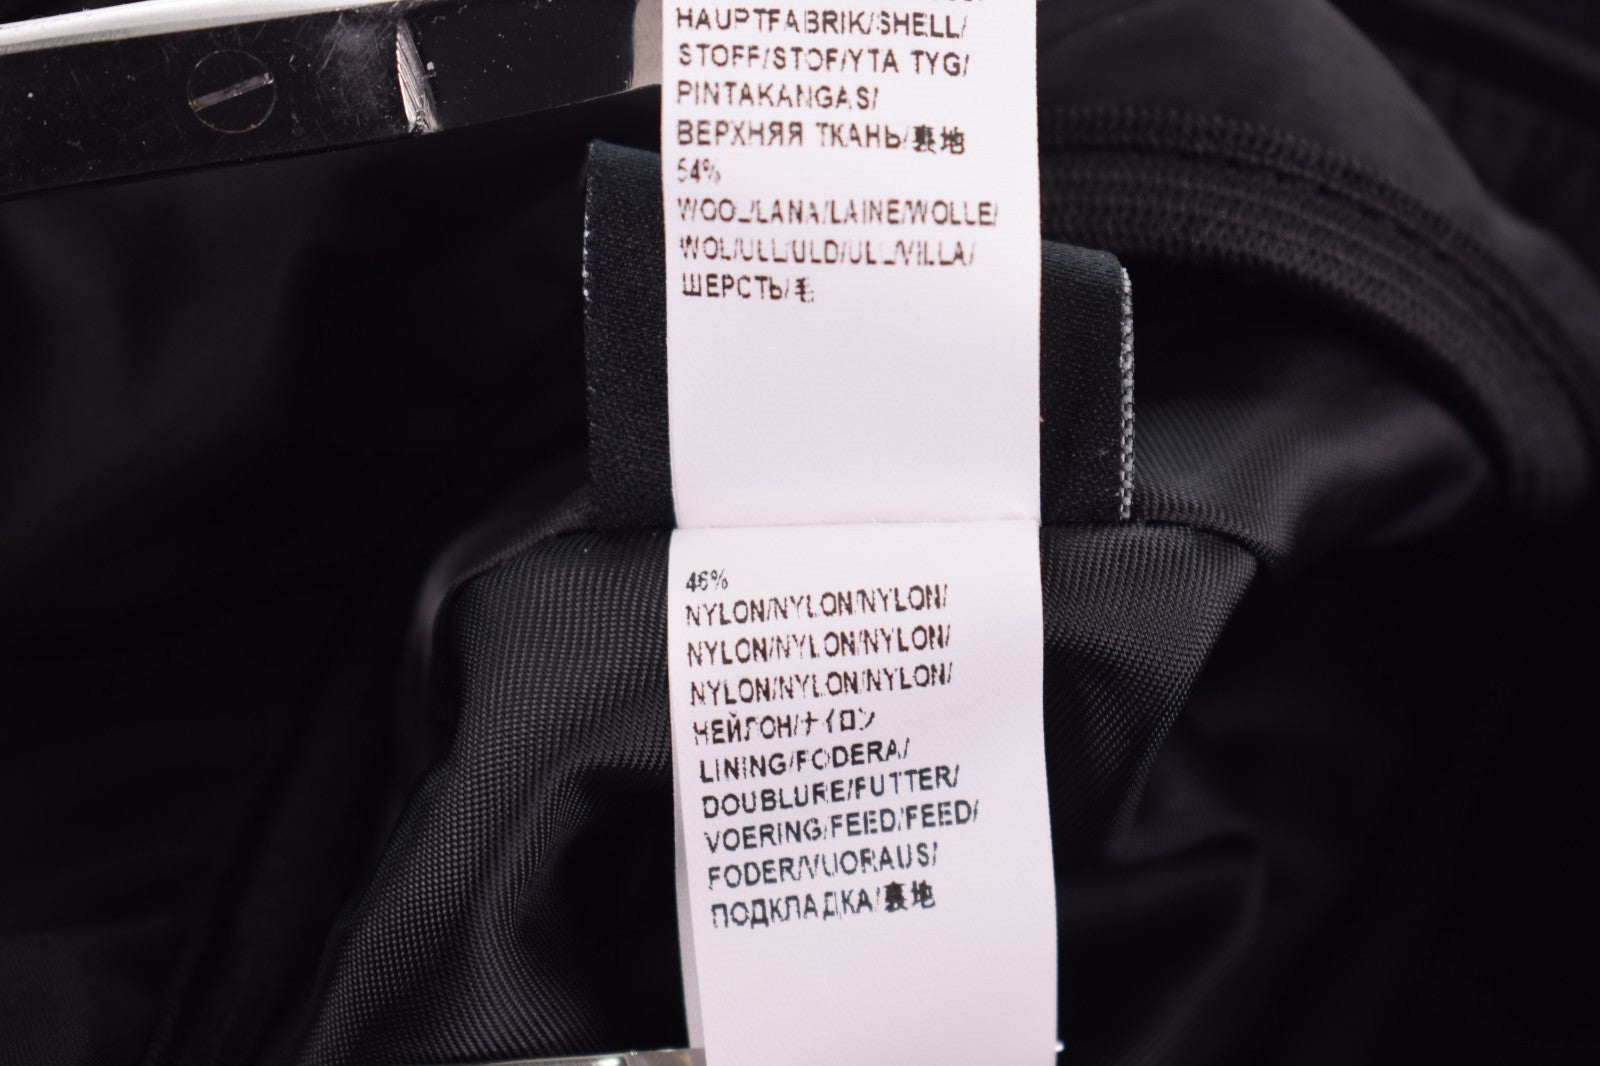 HAUPTFABRIK/SHELL/
STOFF/STOF/YTA TYG/
PINTAKANGAS/
ВЕРХНЯЯ ТКАНЬ/裏地
54%
WOOL/LANA/LAINE/WOLLE/
WOL/ULL/ULD/ULL/VILLA/
ШЕРСТЬ/毛
46%
NYLON/NYLON/NYLON/
NYLON/NYLON/NYLON/
NYLON/NYLON/NYLON/
НЕЙЛОН/ナイロン
LINING/FODERA/
DOUBLURE/FUTTER/
VOERING/FEED/FEED/
FODER/VUORAUS/
ПОДКЛАДКА/裏地